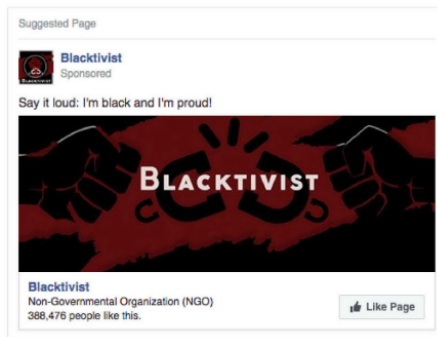 Suggested Page
Blacktivist
Sponsored
BLACKTIVIST
Say it loud: I'm black and I'm proud!
BLACKTIVIST
Blacktivist
Non-Governmental Organization (NGO)
388,476 people like this.
Like Page